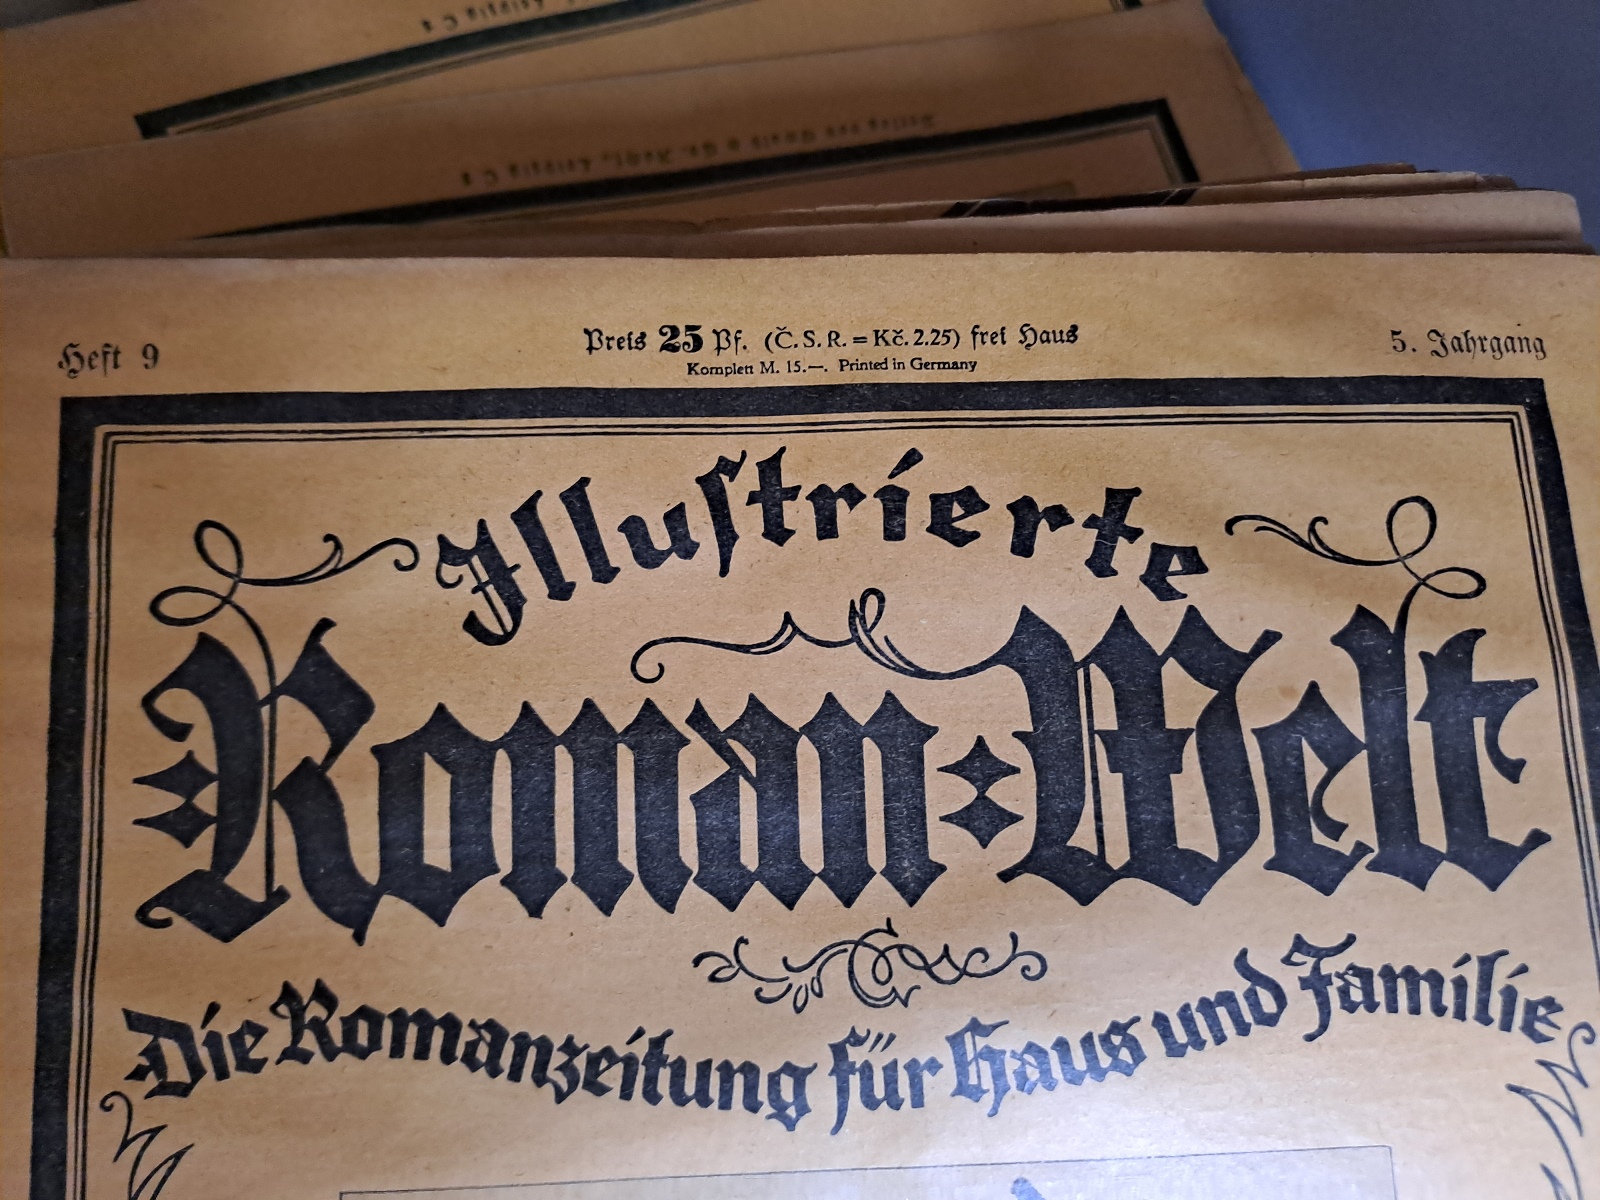 Heft 9
Preis 25 Pf. (Č.S.R. = Kč. 2.25) frei Haus
5. Jahrgang
Komplett M. 15.—. Printed in Germany
Illustrierte
Roman-Welt
Die Romanzeitung für Haus und Familie